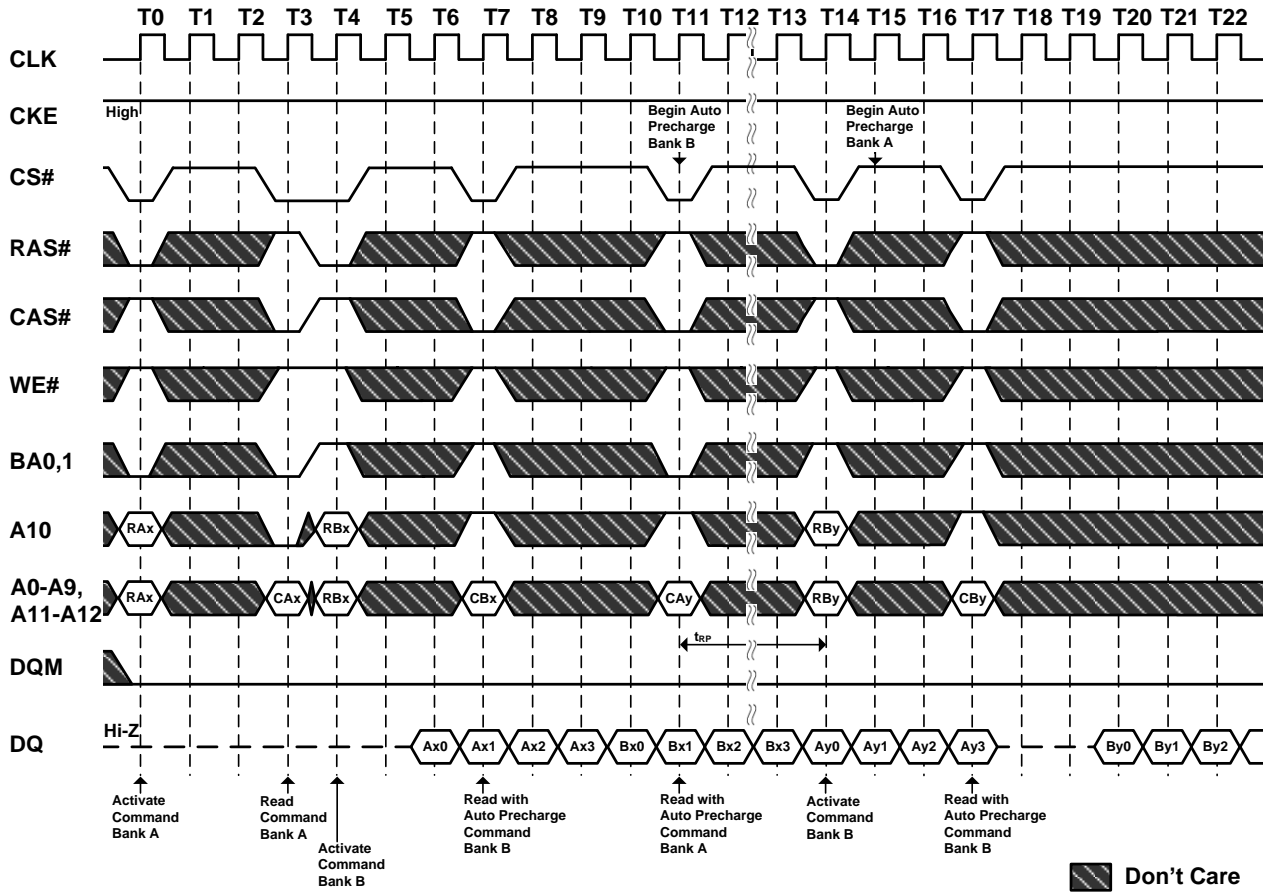 T0 T1 T2 T3 T4 T5 T6 T7 T8 T9 T10 T11 T12 T13 T14 T15 T16 T17 T18 T19 T20 T21 T22
CLK
CKE
High
Begin Auto
Precharge
Bank B
Begin Auto
Precharge
Bank A
CS#
RAS#
CAS#
WE#
BA0,1
A10
RAx RBx RBy
A0-A9,
A11-A12
RAx CAx RBx CBx CAy RBy CBy
tRP
DQM
DQ
Hi-Z
Ax0 Ax1 Ax2 Ax3 Bx0 Bx1 Bx2 Bx3 Ay0 Ay1 Ay2 Ay3 By0 By1 By2
Activate
Command
Bank A
Read
Command
Bank A
Activate
Command
Bank B
Read with
Auto Precharge
Command
Bank B
Read with
Auto Precharge
Command
Bank A
Activate
Command
Bank B
Read with
Auto Precharge
Command
Bank B
Don't Care